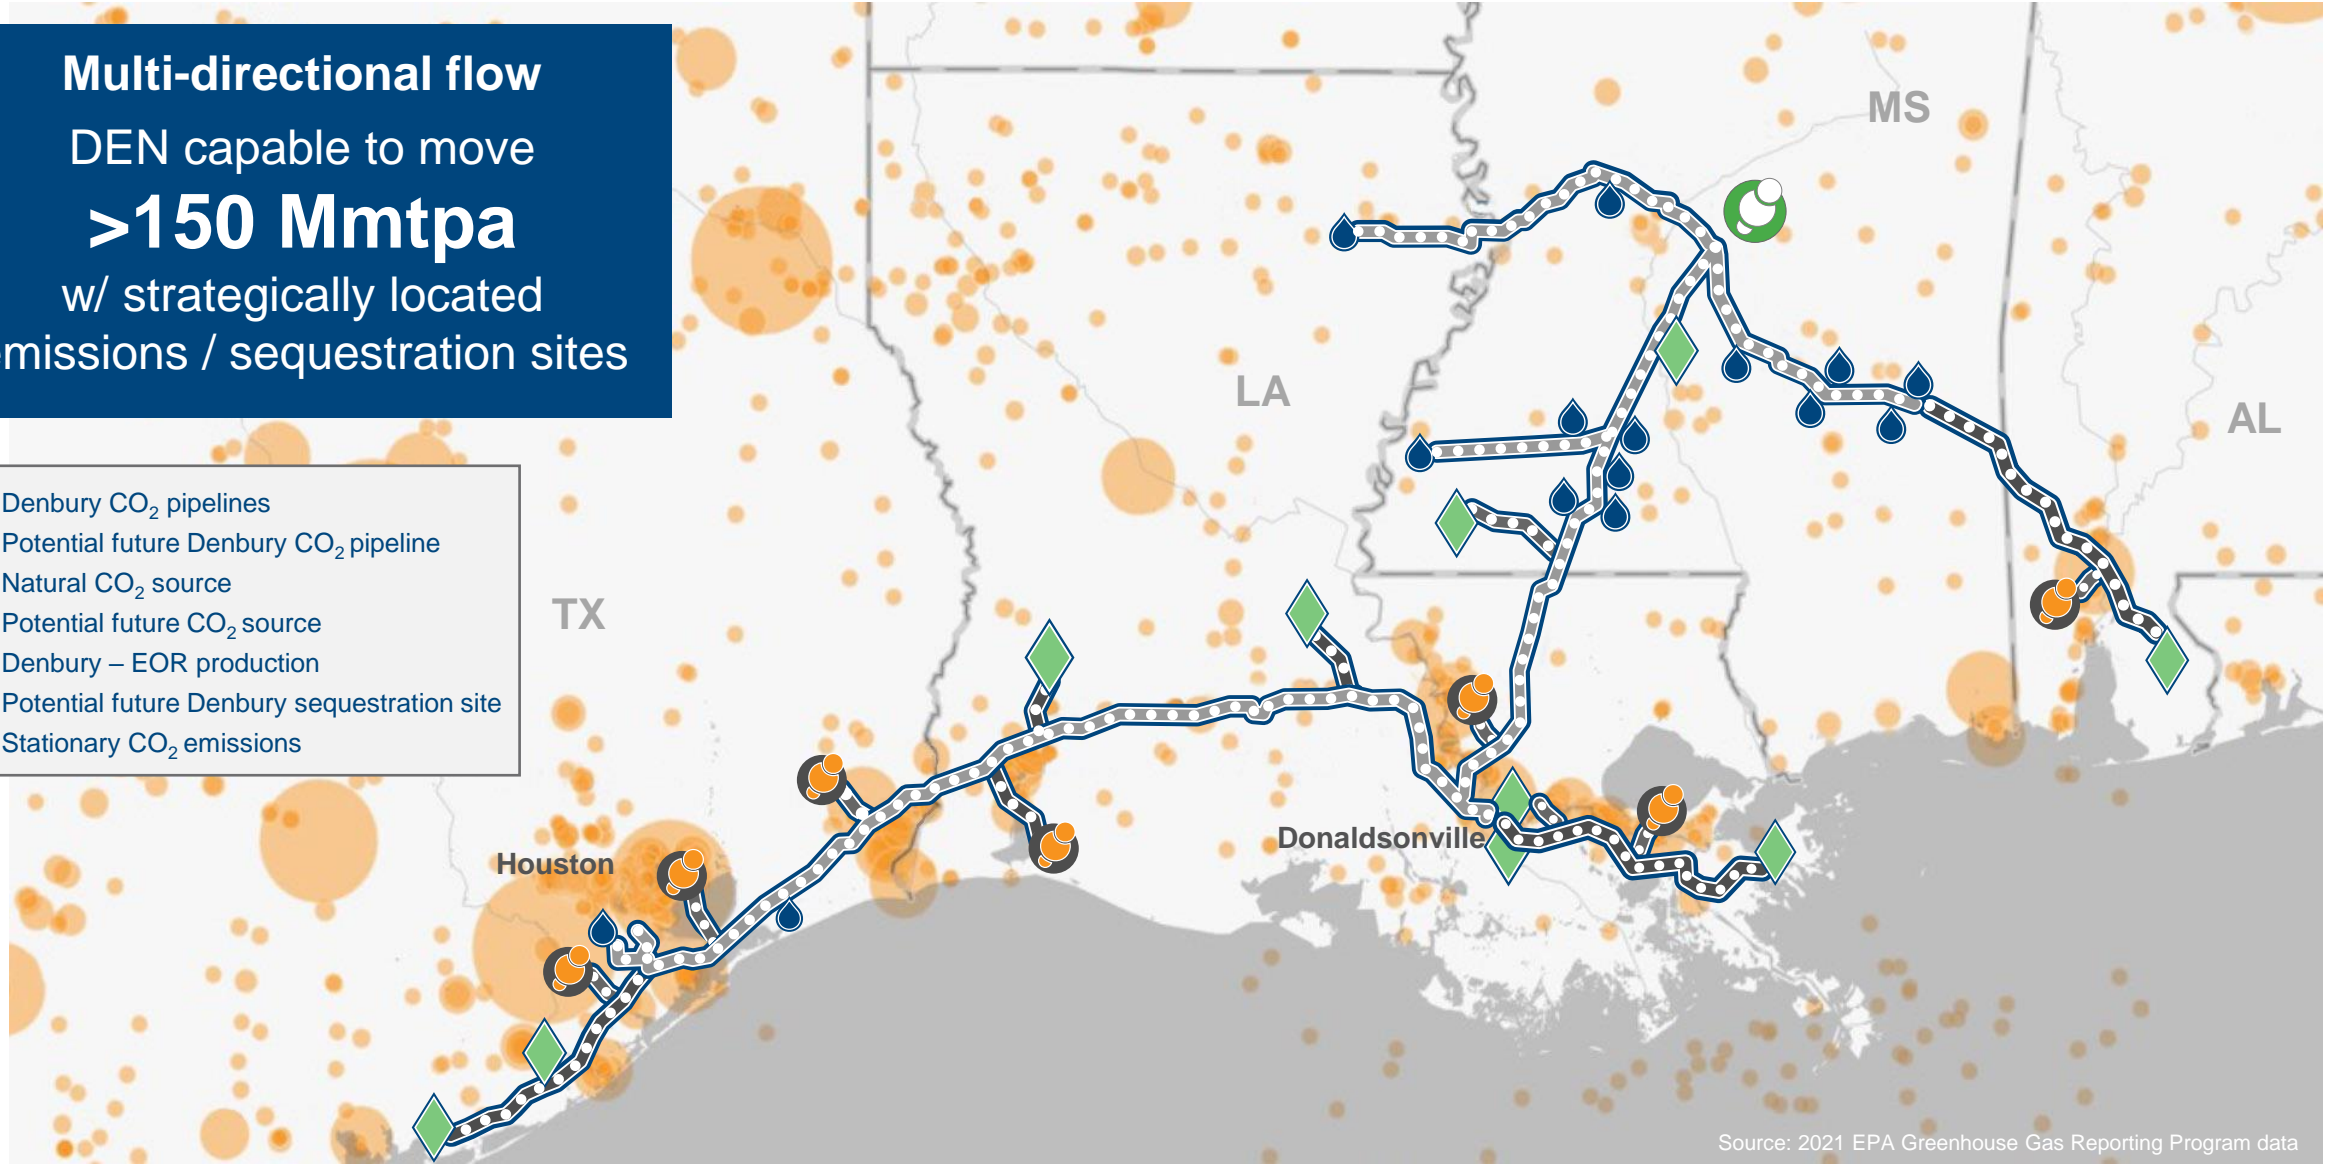 Multi-directional flow
DEN capable to move
>150 Mmtpa
w/ strategically located
emissions / sequestration sites
Denbury CO₂ pipelines
Potential future Denbury CO₂ pipeline
Natural CO₂ source
Potential future CO₂ source
Denbury – EOR production
Potential future Denbury sequestration site
Stationary CO₂ emissions
MS
LA
AL
TX
Donaldsonville
Houston
Source: 2021 EPA Greenhouse Gas Reporting Program data